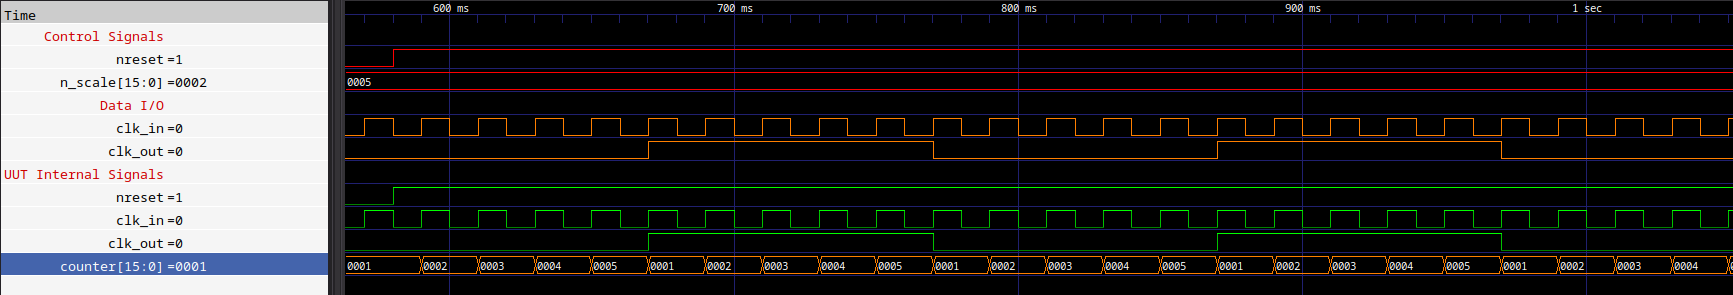 Time 600 ms 700 ms 800 ms 900 ms 1 sec
Control Signals
nreset =1
n_scale[15:0] =0002 0005
Data I/O
clk_in=0
clk_out=0
UUT Internal Signals
nreset =1
clk_in=0
clk_out=0
counter[15:0] =0001 0001 0002 0003 0004 0005 0001 0002 0003 0004 0005 0001 0002 0003 0004 0005 0001 0002 0003 0004 0005 0001 0002 0003 0004